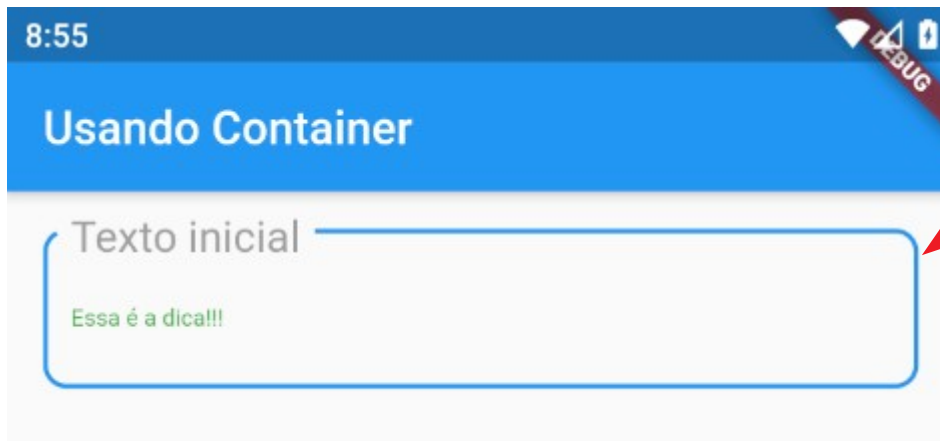 8:55
DEBUG
Usando Container
Texto inicial
Essa é a dica!!!